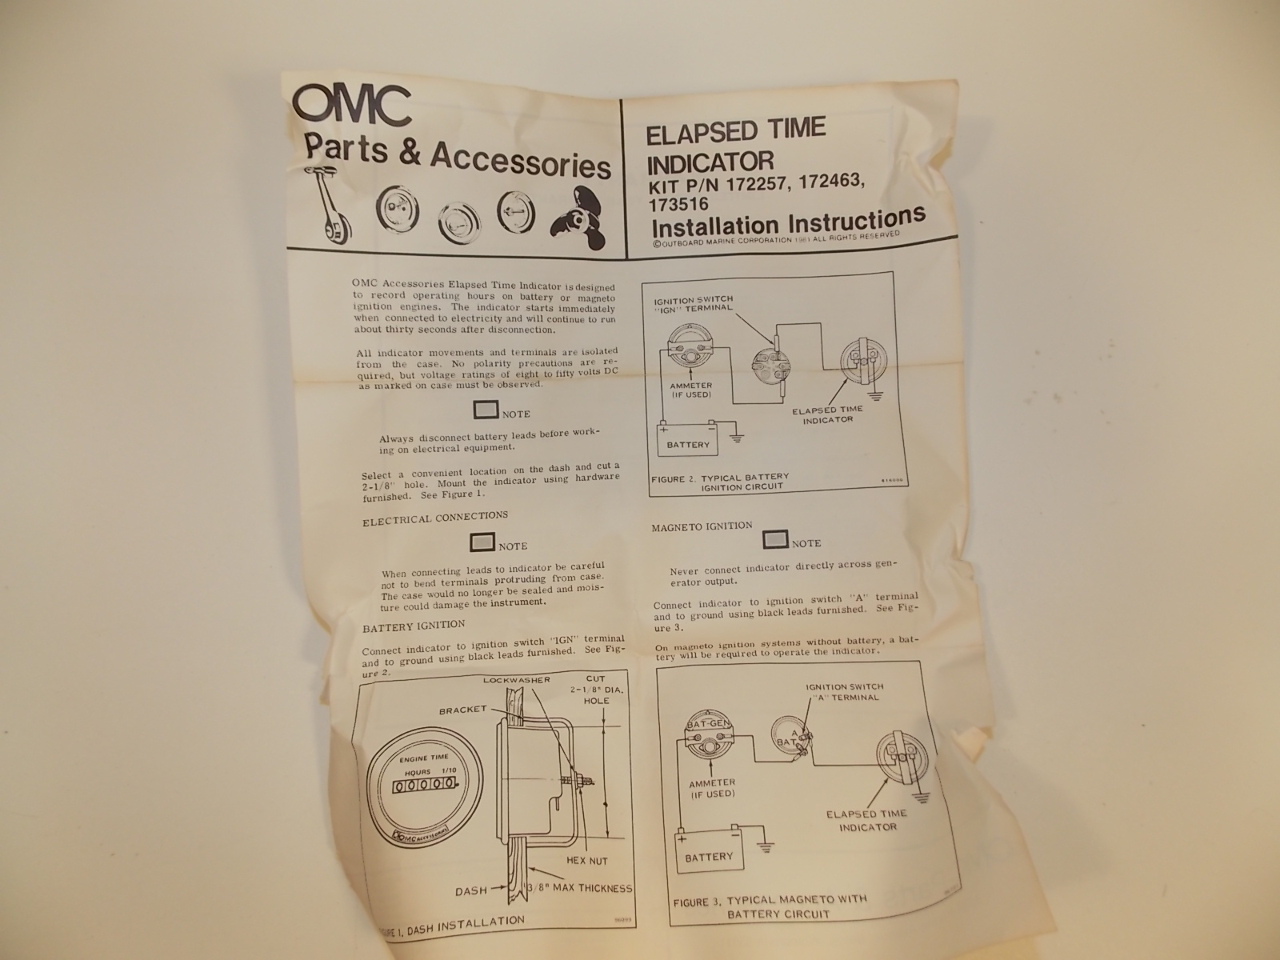 OMC
Parts & Accessories
ELAPSED TIME
INDICATOR
KIT P/N 172257, 172463,
173516
Installation Instructions
©OUTBOARD MARINE CORPORATION 1981 ALL RIGHTS RESERVED
OMC Accessories Elapsed Time Indicator is designed
to record operating hours on battery or magneto
ignition engines. The indicator starts immediately
when connected to electricity and will continue to run
about thirty seconds after disconnection.
All indicator movements and terminals are isolated
from the case. No polarity precautions are re-
quired, but voltage ratings of eight to fifty volts DC
as marked on case must be observed.
NOTE
Always disconnect battery leads before work-
ing on electrical equipment.
Select a convenient location on the dash and cut a
2-1/8" hole. Mount the indicator using hardware
furnished. See Figure 1.
ELECTRICAL CONNECTIONS
NOTE
When connecting leads to indicator be careful
not to bend terminals protruding from case.
The case would no longer be sealed and mois-
ture could damage the instrument.
BATTERY IGNITION
Connect indicator to ignition switch "IGN" terminal
and to ground using black leads furnished. See Fig-
ure 2.
LOCKWASHER
CUT
2-1/8" DIA.
HOLE
BRACKET
ENGINE TIME
HOURS 1/10
00000
OMC ACCESSORIES
HEX NUT
DASH
3/8" MAX THICKNESS
URE 1, DASH INSTALLATION
IGNITION SWITCH
"IGN" TERMINAL
AMMETER
(IF USED)
ELAPSED TIME
INDICATOR
+ −
BATTERY
FIGURE 2, TYPICAL BATTERY
IGNITION CIRCUIT
MAGNETO IGNITION
NOTE
Never connect indicator directly across gen-
erator output.
Connect indicator to ignition switch "A" terminal
and to ground using black leads furnished. See Fig-
ure 3.
On magneto ignition systems without battery, a bat-
tery will be required to operate the indicator.
IGNITION SWITCH
"A" TERMINAL
BAT-GEN
A
BAT
AMMETER
(IF USED)
ELAPSED TIME
INDICATOR
+ −
BATTERY
FIGURE 3, TYPICAL MAGNETO WITH
BATTERY CIRCUIT